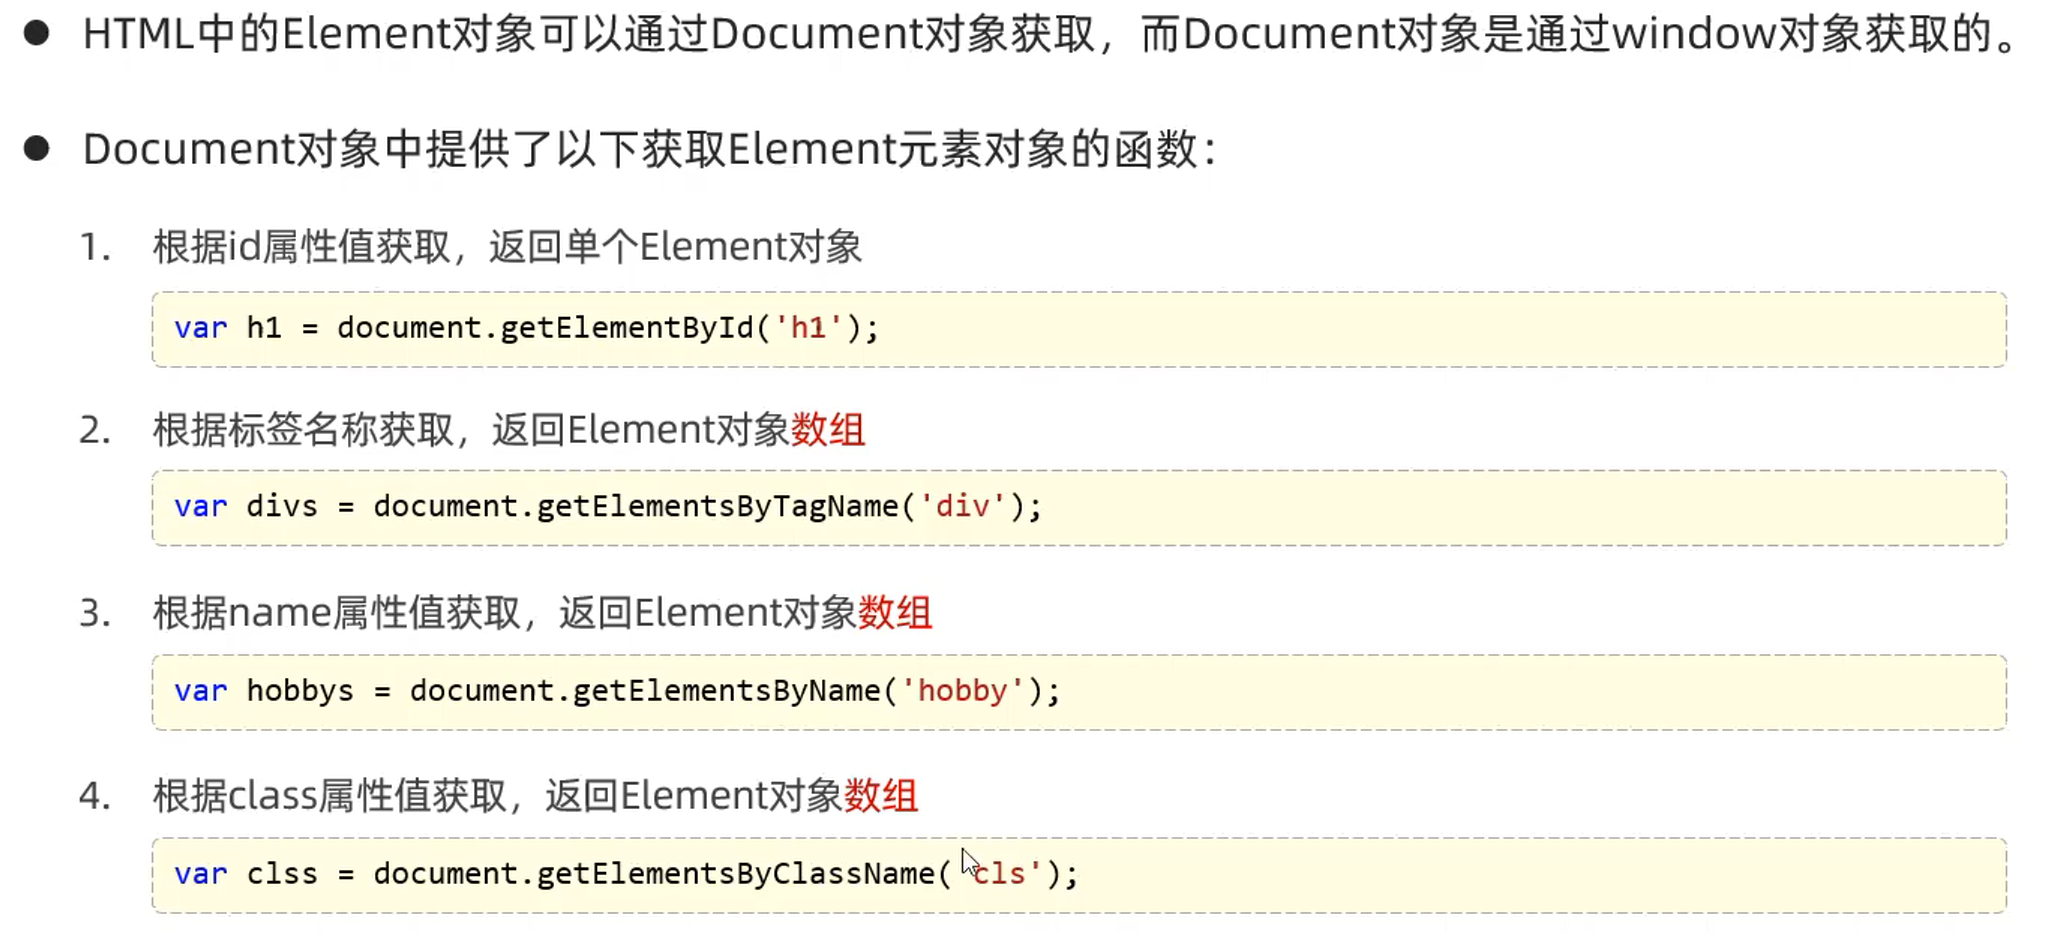 ● HTML中的Element对象可以通过Document对象获取，而Document对象是通过window对象获取的。
● Document对象中提供了以下获取Element元素对象的函数：
1. 根据id属性值获取，返回单个Element对象
var h1 = document.getElementById('h1');
2. 根据标签名称获取，返回Element对象数组
var divs = document.getElementsByTagName('div');
3. 根据name属性值获取，返回Element对象数组
var hobbys = document.getElementsByName('hobby');
4. 根据class属性值获取，返回Element对象数组
var clss = document.getElementsByClassName('cls');